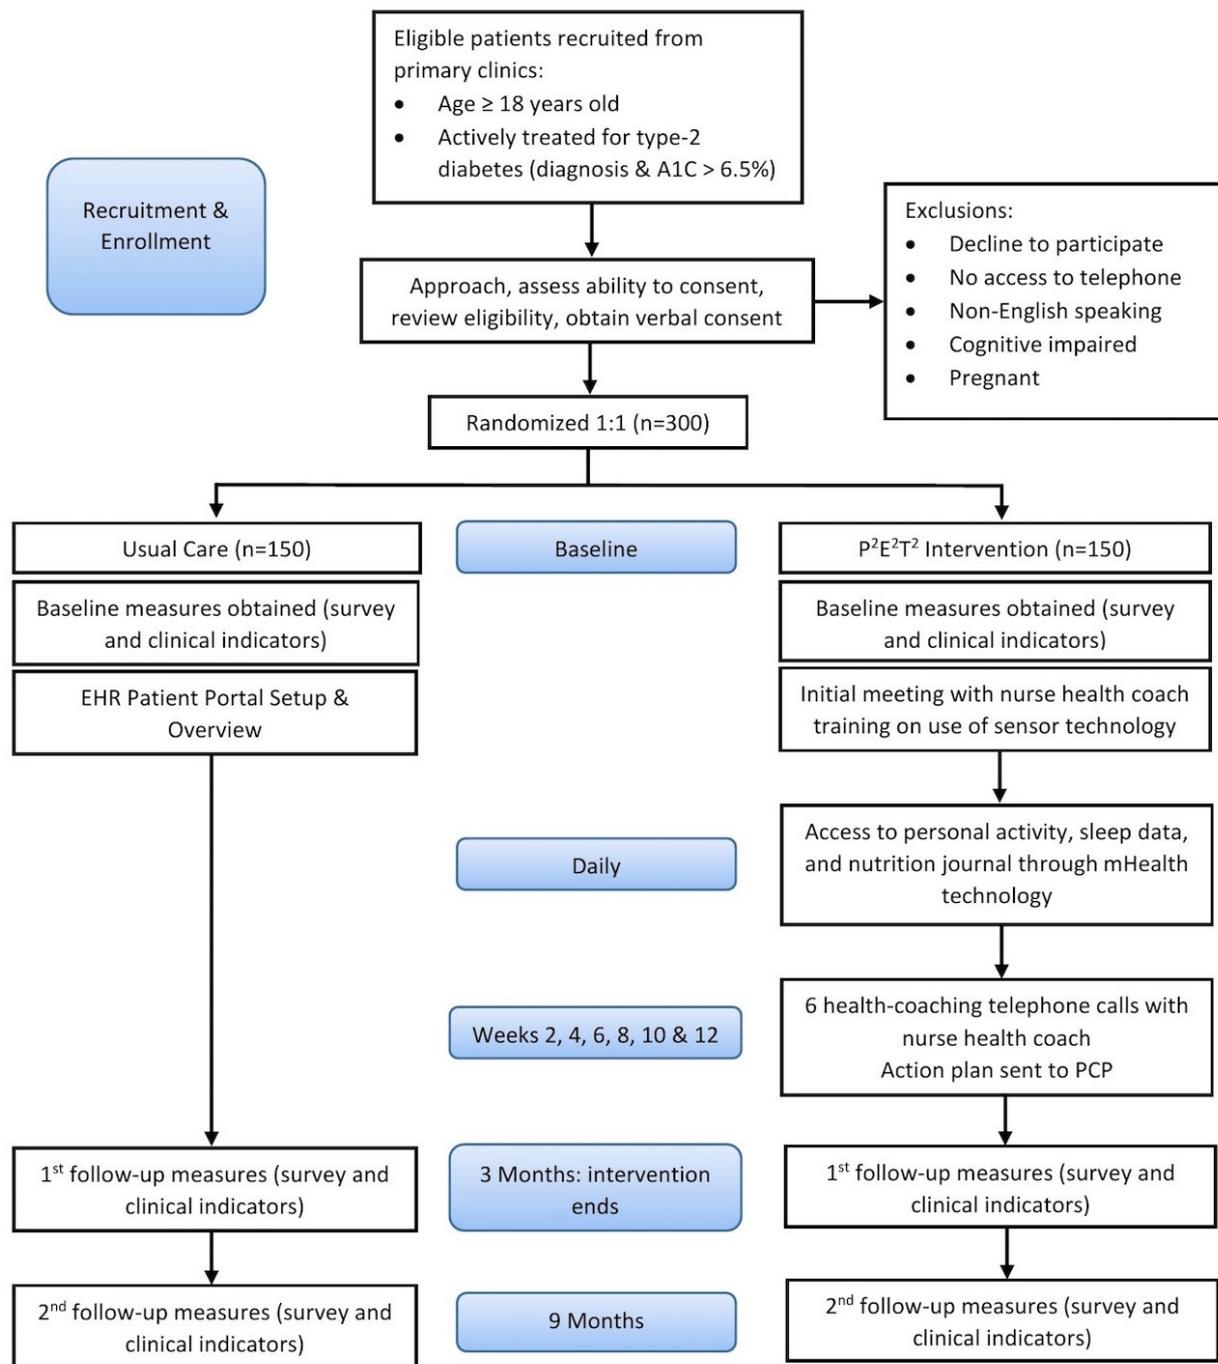 Eligible patients recruited from
primary clinics:
• Age ≥ 18 years old
• Actively treated for type-2
diabetes (diagnosis & A1C > 6.5%)
Recruitment &
Enrollment
Exclusions:
• Decline to participate
• No access to telephone
• Non-English speaking
• Cognitive impaired
• Pregnant
Approach, assess ability to consent,
review eligibility, obtain verbal consent
Randomized 1:1 (n=300)
Usual Care (n=150)
Baseline
P²E²T² Intervention (n=150)
Baseline measures obtained (survey
and clinical indicators)
Baseline measures obtained (survey
and clinical indicators)
EHR Patient Portal Setup &
Overview
Initial meeting with nurse health coach
training on use of sensor technology
Daily
Access to personal activity, sleep data,
and nutrition journal through mHealth
technology
Weeks 2, 4, 6, 8, 10 & 12
6 health-coaching telephone calls with
nurse health coach
Action plan sent to PCP
1st follow-up measures (survey and
clinical indicators)
3 Months: intervention
ends
1st follow-up measures (survey and
clinical indicators)
2nd follow-up measures (survey and
clinical indicators)
9 Months
2nd follow-up measures (survey and
clinical indicators)